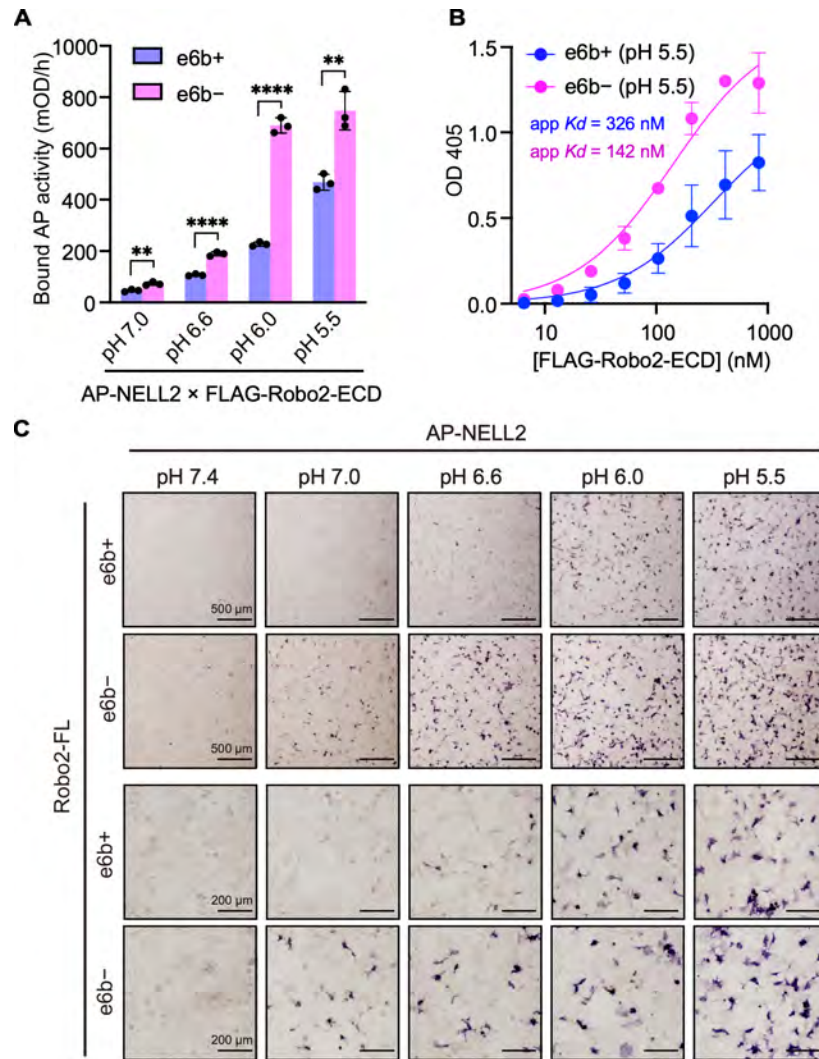 A
e6b+
e6b−
Bound AP activity (mOD/h)
1000
800
600
400
200
0
**
****
****
**
pH 7.0
pH 6.6
pH 6.0
pH 5.5
AP-NELL2 × FLAG-Robo2-ECD
B
e6b+ (pH 5.5)
e6b− (pH 5.5)
app Kd = 326 nM
app Kd = 142 nM
OD 405
1.5
1.0
0.5
0.0
10
100
1000
[FLAG-Robo2-ECD] (nM)
C
AP-NELL2
pH 7.4
pH 7.0
pH 6.6
pH 6.0
pH 5.5
Robo2-FL
e6b+
500 µm
e6b−
500 µm
e6b+
200 µm
e6b−
200 µm